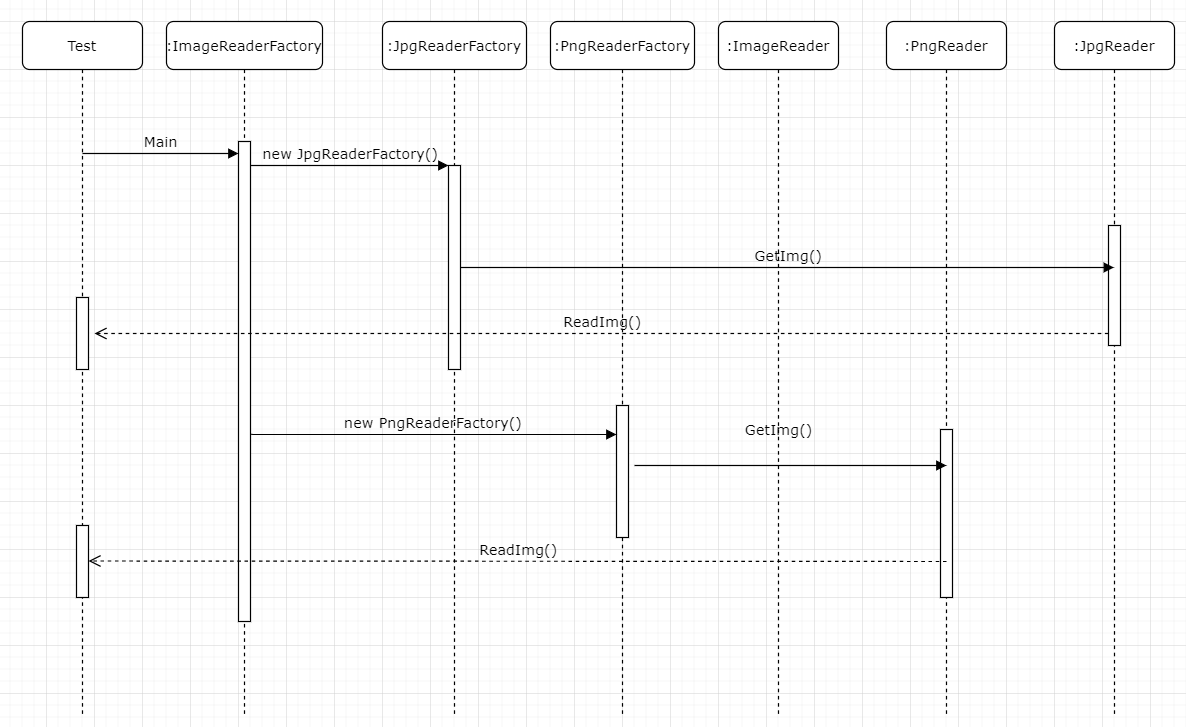 Test
:ImageReaderFactory
:JpgReaderFactory
:PngReaderFactory
:ImageReader
:PngReader
:JpgReader
Main
new JpgReaderFactory()
GetImg()
ReadImg()
new PngReaderFactory()
GetImg()
ReadImg()